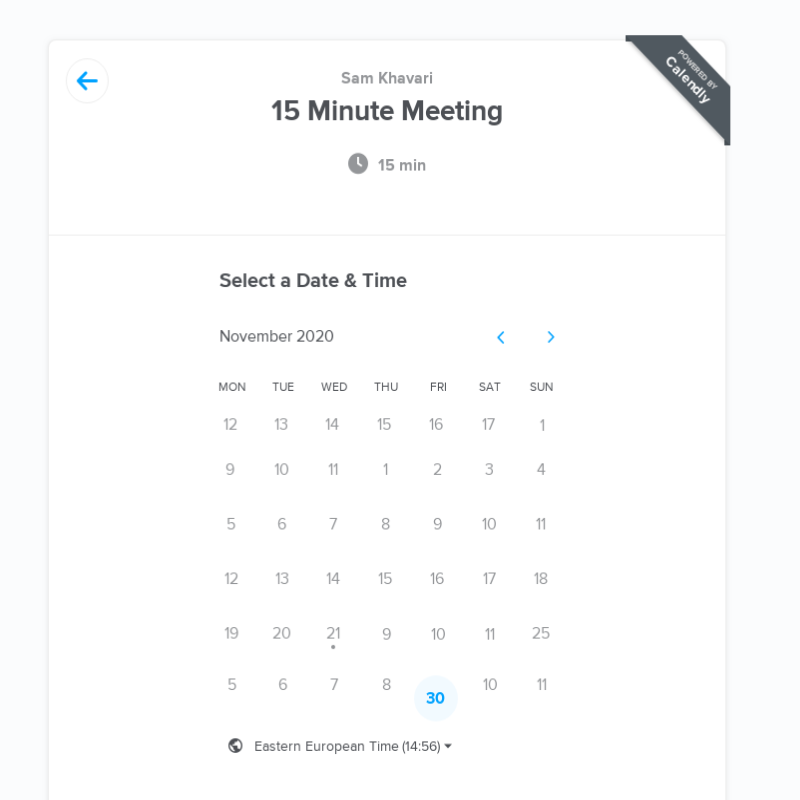 POWERED BY
Calendly
Sam Khavari
15 Minute Meeting
15 min
Select a Date & Time
November 2020
MON TUE WED THU FRI SAT SUN
12 13 14 15 16 17 1
9 10 11 1 2 3 4
5 6 7 8 9 10 11
12 13 14 15 16 17 18
19 20 21 9 10 11 25
5 6 7 8 30 10 11
Eastern European Time (14:56)